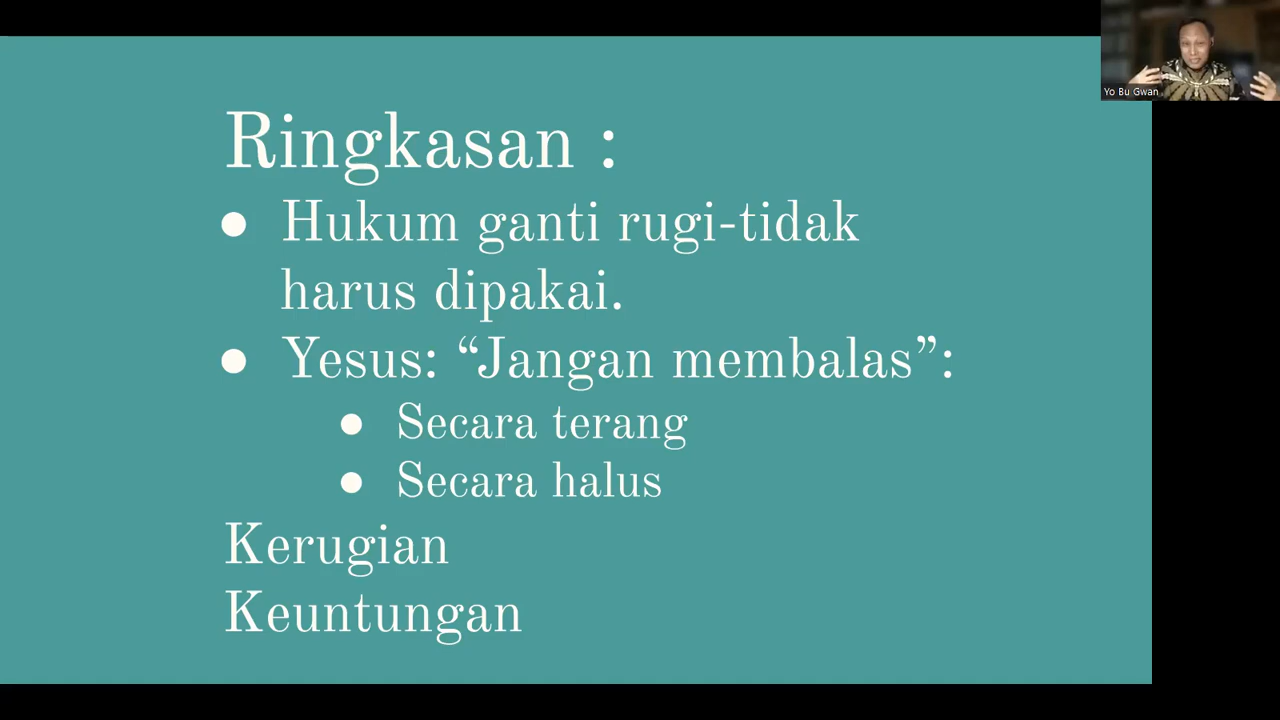 Ringkasan :
● Hukum ganti rugi-tidak
harus dipakai.
● Yesus: “Jangan membalas”:
● Secara terang
● Secara halus
Kerugian
Keuntungan
Yo Bu Gwan